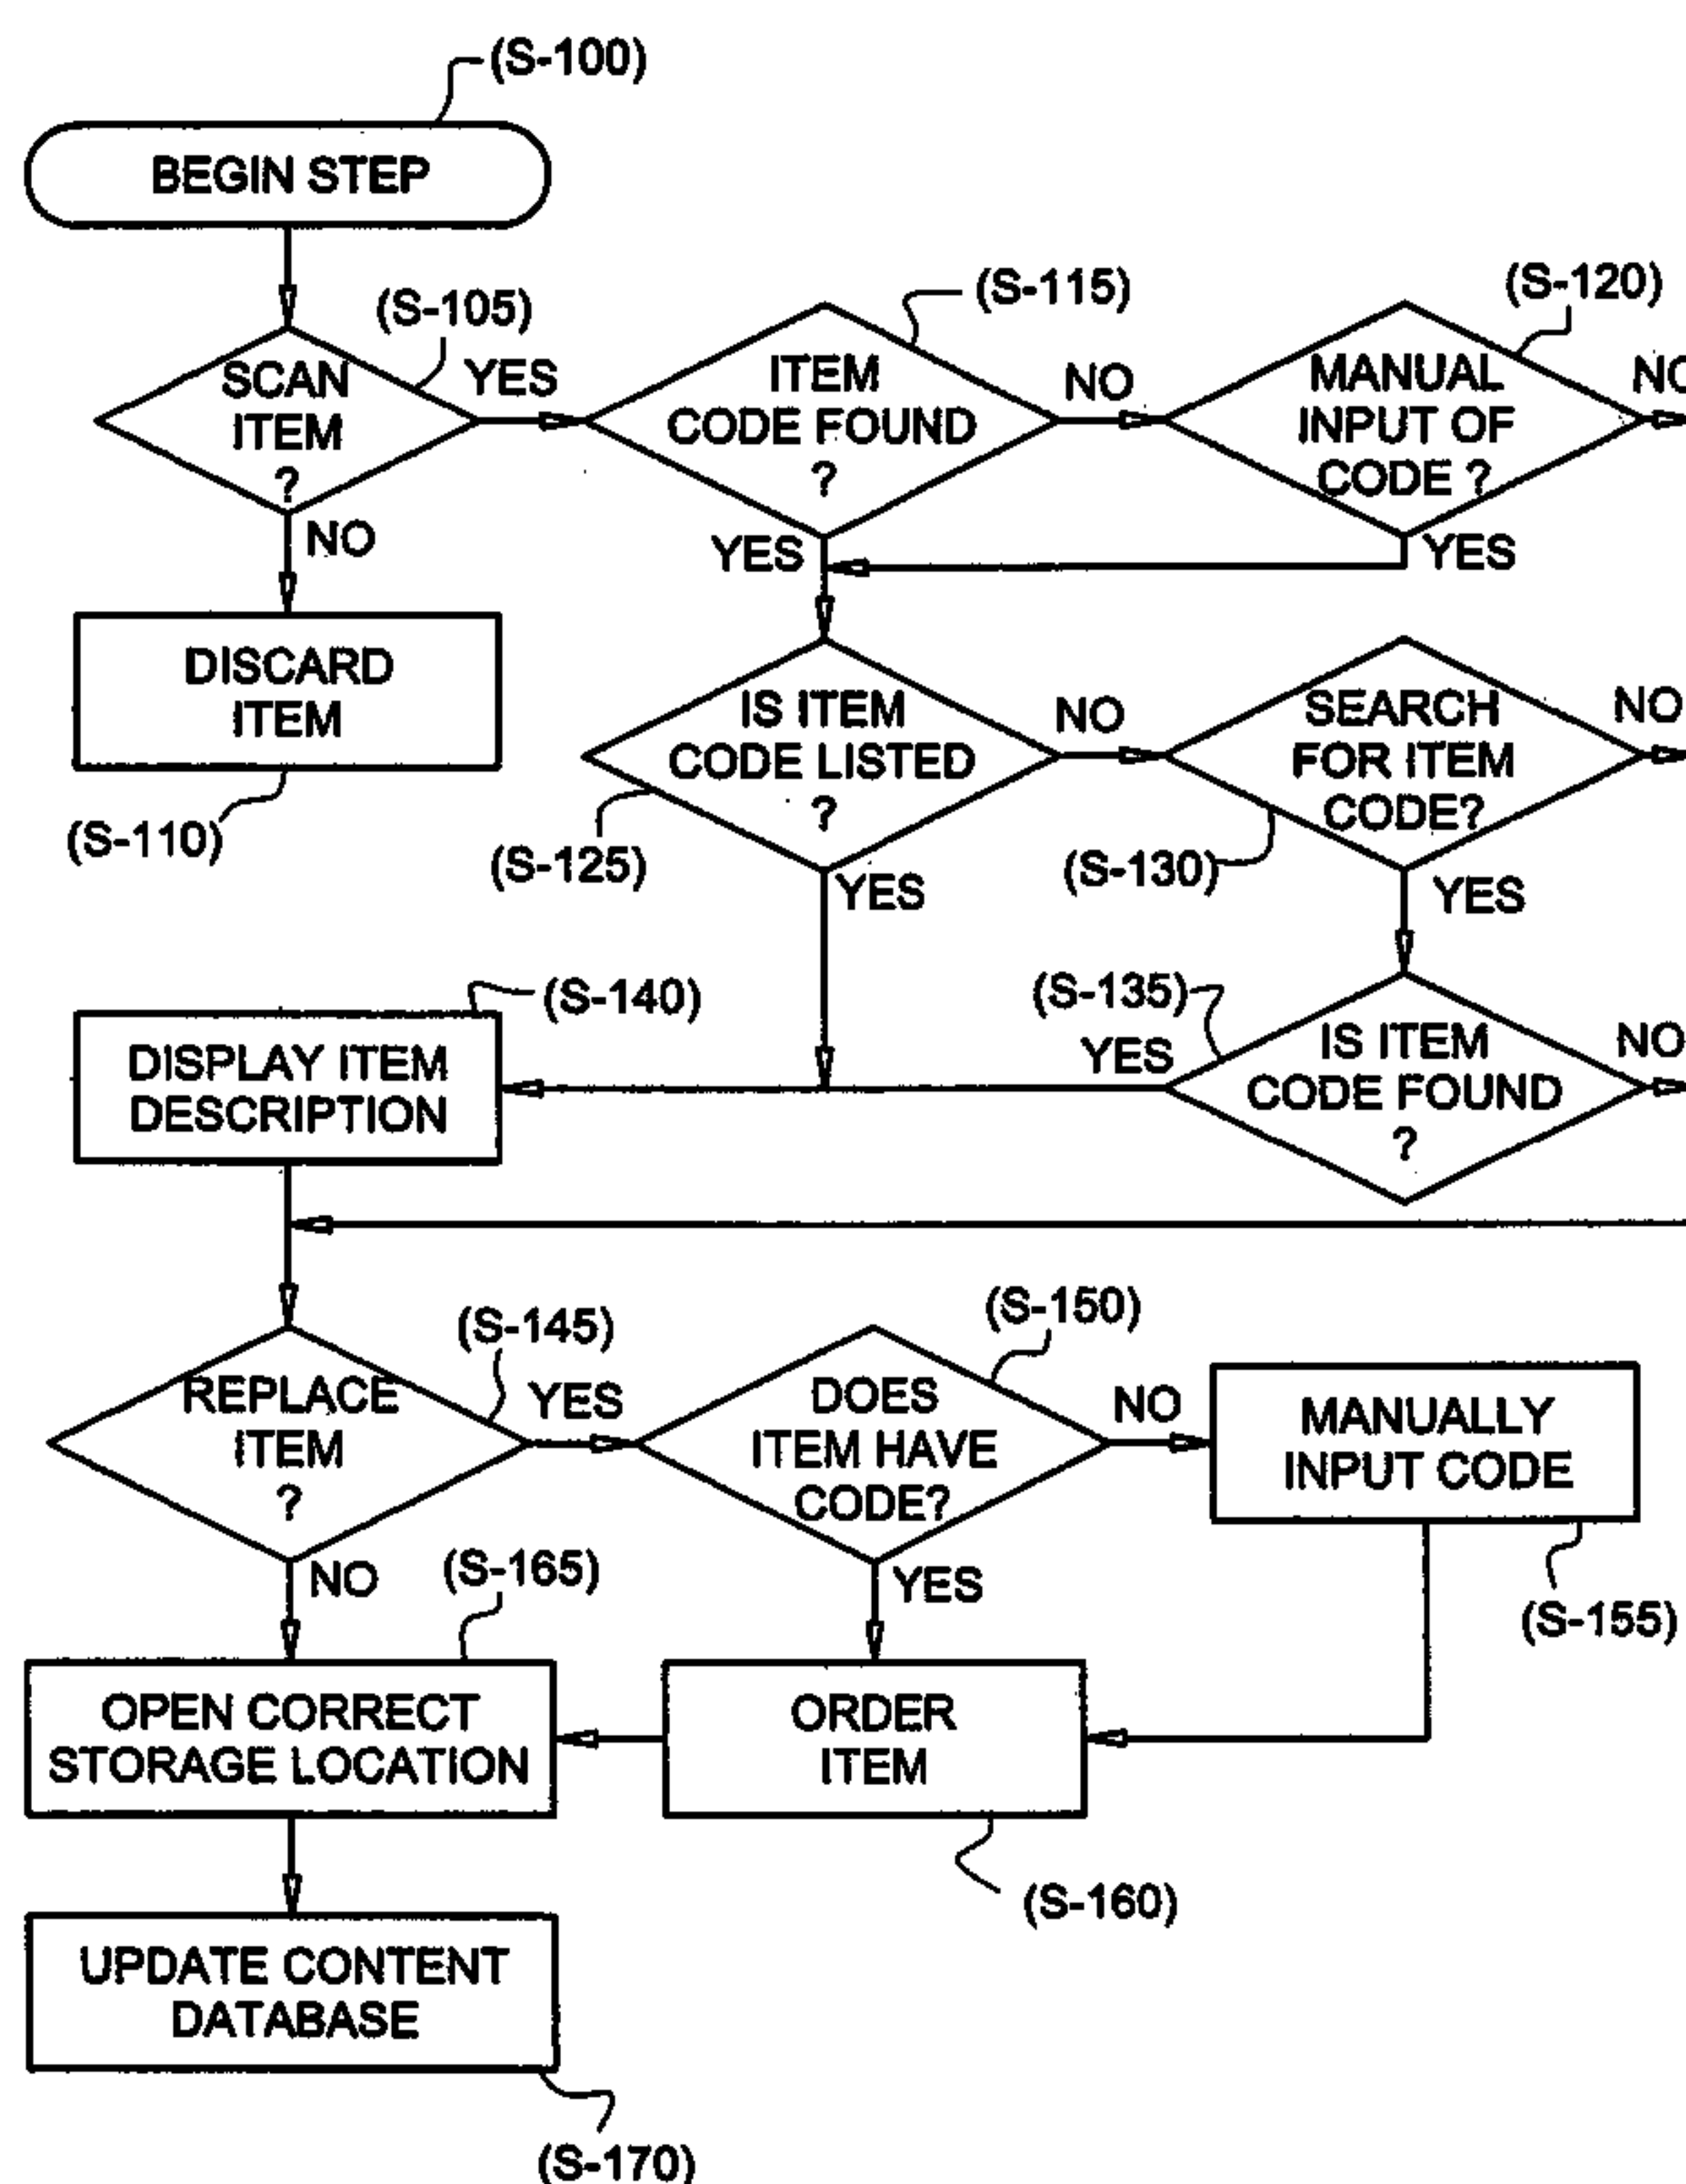 (S-100)
BEGIN STEP
(S-105)
SCAN
ITEM
?
YES
NO
(S-115)
ITEM
CODE FOUND
?
NO
YES
(S-120)
MANUAL
INPUT OF
CODE ?
NO
YES
DISCARD
ITEM
(S-110)
IS ITEM
CODE LISTED
?
NO
(S-125)
YES
SEARCH
FOR ITEM
CODE?
NO
(S-130)
YES
(S-140)
DISPLAY ITEM
DESCRIPTION
(S-135)
YES
IS ITEM
CODE FOUND
?
NO
(S-145)
REPLACE
ITEM
?
YES
NO
(S-150)
DOES
ITEM HAVE
CODE?
NO
YES
MANUALLY
INPUT CODE
(S-155)
(S-165)
OPEN CORRECT
STORAGE LOCATION
ORDER
ITEM
(S-160)
UPDATE CONTENT
DATABASE
(S-170)